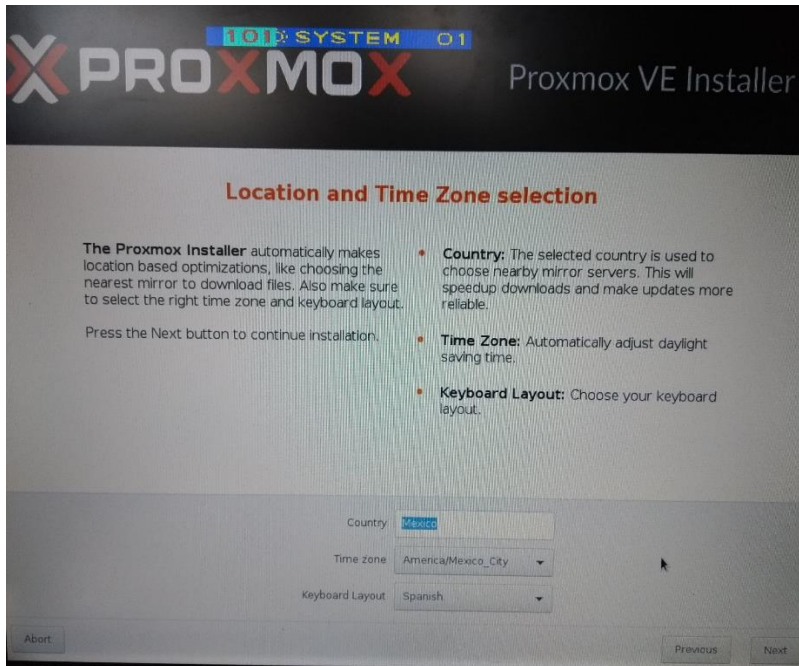 101: SYSTEM 01
PROXMOX
Proxmox VE Installer
Location and Time Zone selection
The Proxmox Installer automatically makes
location based optimizations, like choosing the
nearest mirror to download files. Also make sure
to select the right time zone and keyboard layout.
Press the Next button to continue installation.
• Country: The selected country is used to
choose nearby mirror servers. This will
speedup downloads and make updates more
reliable.
• Time Zone: Automatically adjust daylight
saving time.
• Keyboard Layout: Choose your keyboard
layout.
Country Mexico
Time zone America/Mexico_City
Keyboard Layout Spanish
Abort
Previous
Next